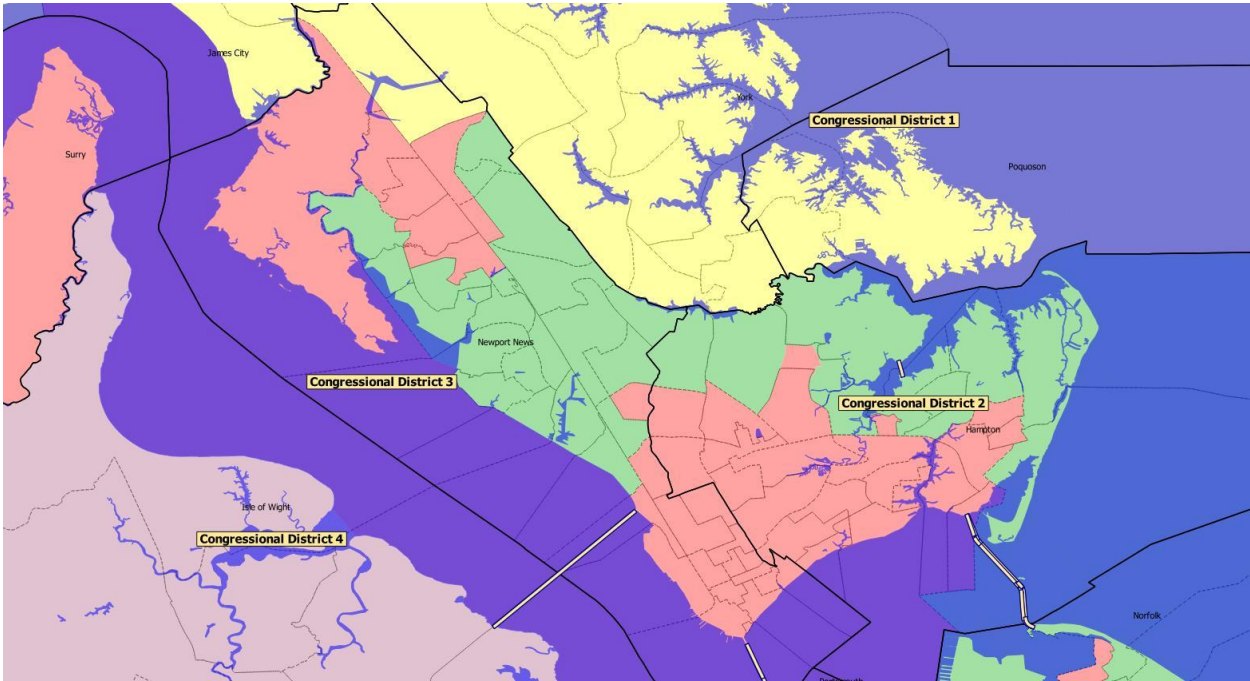 James City
York
Congressional District 1
Surry
Poquoson
Newport News
Congressional District 3
Congressional District 2
Hampton
Isle of Wight
Congressional District 4
Norfolk